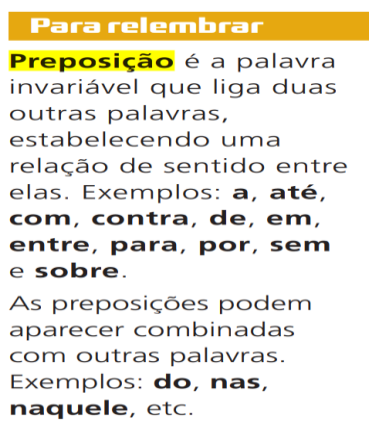 Para relembrar
Preposição é a palavra
invariável que liga duas
outras palavras,
estabelecendo uma
relação de sentido entre
elas. Exemplos: a, até,
com, contra, de, em,
entre, para, por, sem
e sobre.
As preposições podem
aparecer combinadas
com outras palavras.
Exemplos: do, nas,
naquele, etc.